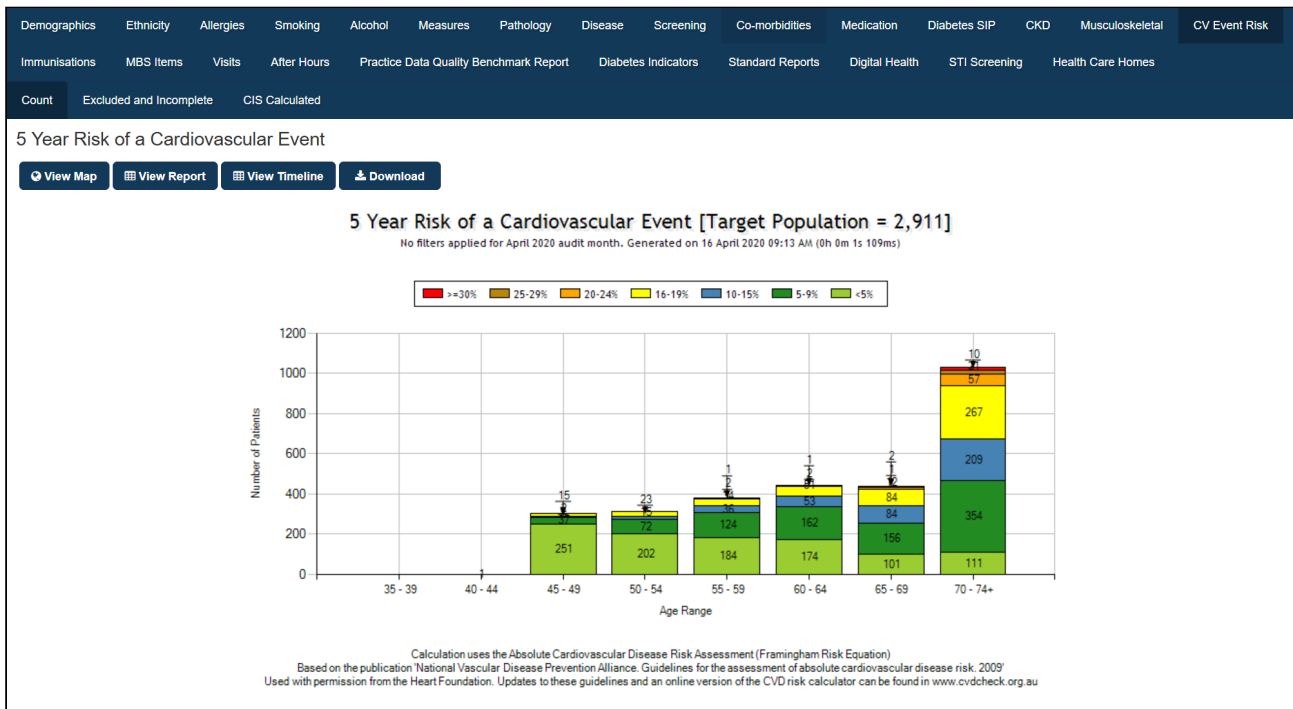 Demographics Ethnicity Allergies Smoking Alcohol Measures Pathology Disease Screening Co-morbidities Medication Diabetes SIP CKD Musculoskeletal CV Event Risk
Immunisations MBS Items Visits After Hours Practice Data Quality Benchmark Report Diabetes Indicators Standard Reports Digital Health STI Screening Health Care Homes
Count Excluded and Incomplete CIS Calculated
5 Year Risk of a Cardiovascular Event
View Map View Report View Timeline Download
5 Year Risk of a Cardiovascular Event [Target Population = 2,911]
No filters applied for April 2020 audit month. Generated on 16 April 2020 09:13 AM (0h 0m 1s 109ms)
>=30% 25-29% 20-24% 16-19% 10-15% 5-9% <5%
Number of Patients
1200
1000
800
600
400
200
0
1
15
37
251
23
72
202
1
2
36
124
184
1
2
53
162
174
2
1
84
84
156
101
10
57
267
209
354
111
35 - 39 40 - 44 45 - 49 50 - 54 55 - 59 60 - 64 65 - 69 70 - 74+
Age Range
Calculation uses the Absolute Cardiovascular Disease Risk Assessment (Framingham Risk Equation)
Based on the publication 'National Vascular Disease Prevention Alliance. Guidelines for the assessment of absolute cardiovascular disease risk. 2009'
Used with permission from the Heart Foundation. Updates to these guidelines and an online version of the CVD risk calculator can be found in www.cvdcheck.org.au